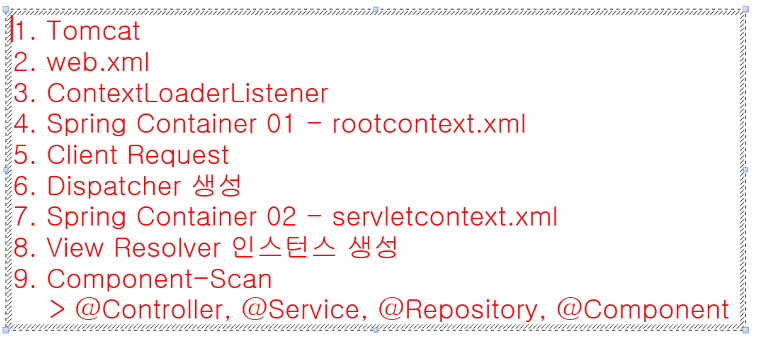 1. Tomcat
2. web.xml
3. ContextLoaderListener
4. Spring Container 01 - rootcontext.xml
5. Client Request
6. Dispatcher 생성
7. Spring Container 02 - servletcontext.xml
8. View Resolver 인스턴스 생성
9. Component-Scan
> @Controller, @Service, @Repository, @Component